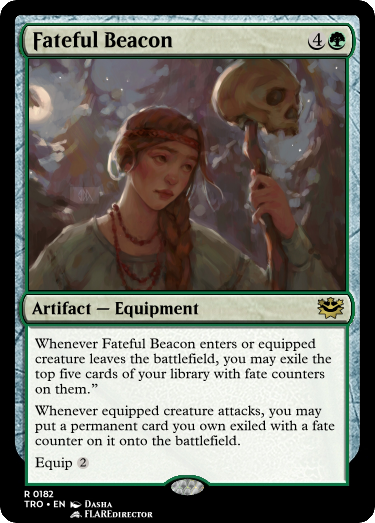 Fateful Beacon 4
Artifact — Equipment
Whenever Fateful Beacon enters or equipped
creature leaves the battlefield, you may exile the
top five cards of your library with fate counters
on them.”
Whenever equipped creature attacks, you may
put a permanent card you own exiled with a fate
counter on it onto the battlefield.
Equip 2
R 0182
TRO • EN Dasha
FLAREdirector